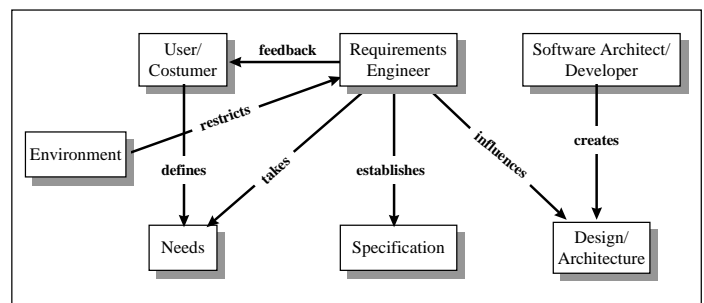 User/
Costumer
feedback
Requirements
Engineer
Software Architect/
Developer
restricts
Environment
defines
takes
establishes
influences
creates
Needs
Specification
Design/
Architecture